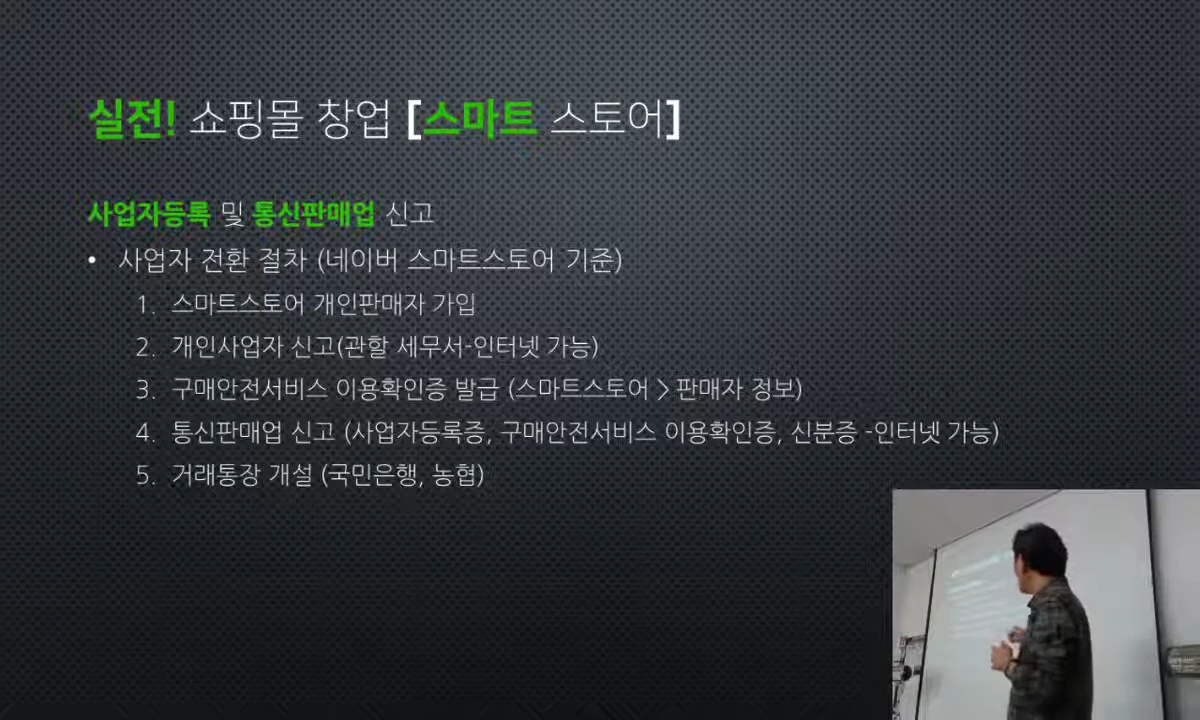 실전! 쇼핑몰 창업 [스마트 스토어]
사업자등록 및 통신판매업 신고
• 사업자 전환 절차 (네이버 스마트스토어 기준)
1. 스마트스토어 개인판매자 가입
2. 개인사업자 신고(관할 세무서-인터넷 가능)
3. 구매안전서비스 이용확인증 발급 (스마트스토어 > 판매자 정보)
4. 통신판매업 신고 (사업자등록증, 구매안전서비스 이용확인증, 신분증 -인터넷 가능)
5. 거래통장 개설 (국민은행, 농협)